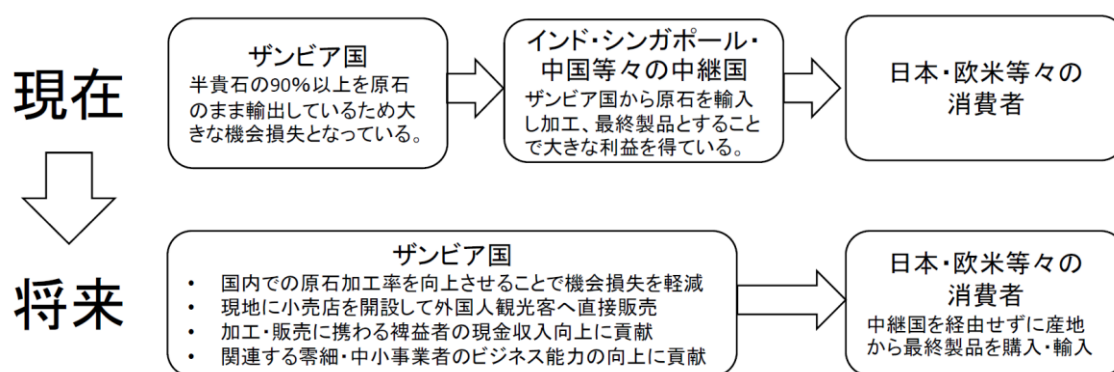 現在
ザンビア国
半貴石の90%以上を原石
のまま輸出しているため大
きな機会損失となっている。
インド・シンガポール・
中国等々の中継国
ザンビア国から原石を輸入
し加工、最終製品とすること
で大きな利益を得ている。
日本・欧米等々の
消費者
将来
ザンビア国
• 国内での原石加工率を向上させることで機会損失を軽減
• 現地に小売店を開設して外国人観光客へ直接販売
• 加工・販売に携わる裨益者の現金収入向上に貢献
• 関連する零細・中小事業者のビジネス能力の向上に貢献
日本・欧米等々の
消費者
中継国を経由せずに産地
から最終製品を購入・輸入